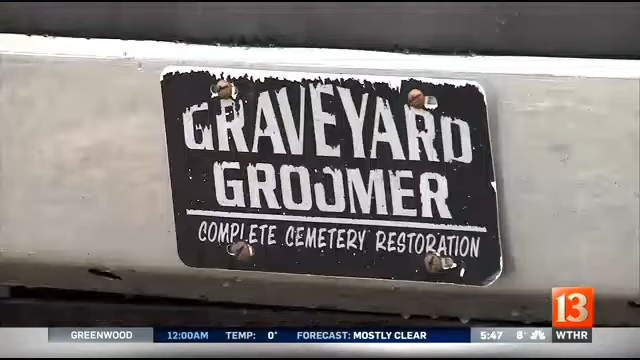 GRAVEYARD
GROOMER
COMPLETE CEMETERY RESTORATION
13
GREENWOOD 12:00AM TEMP: 0° FORECAST: MOSTLY CLEAR 5:47 8° WTHR